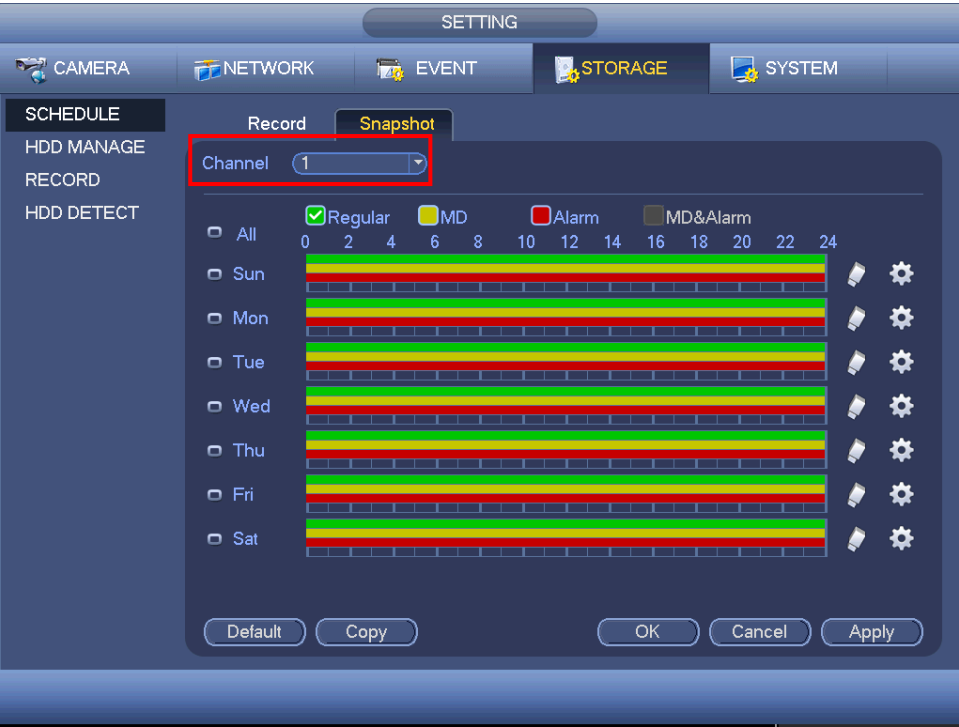 SETTING
CAMERA NETWORK EVENT STORAGE SYSTEM
SCHEDULE
HDD MANAGE
RECORD
HDD DETECT
Record Snapshot
Channel 1
Regular MD Alarm MD&Alarm
All 0 2 4 6 8 10 12 14 16 18 20 22 24
Sun
Mon
Tue
Wed
Thu
Fri
Sat
Default Copy OK Cancel Apply